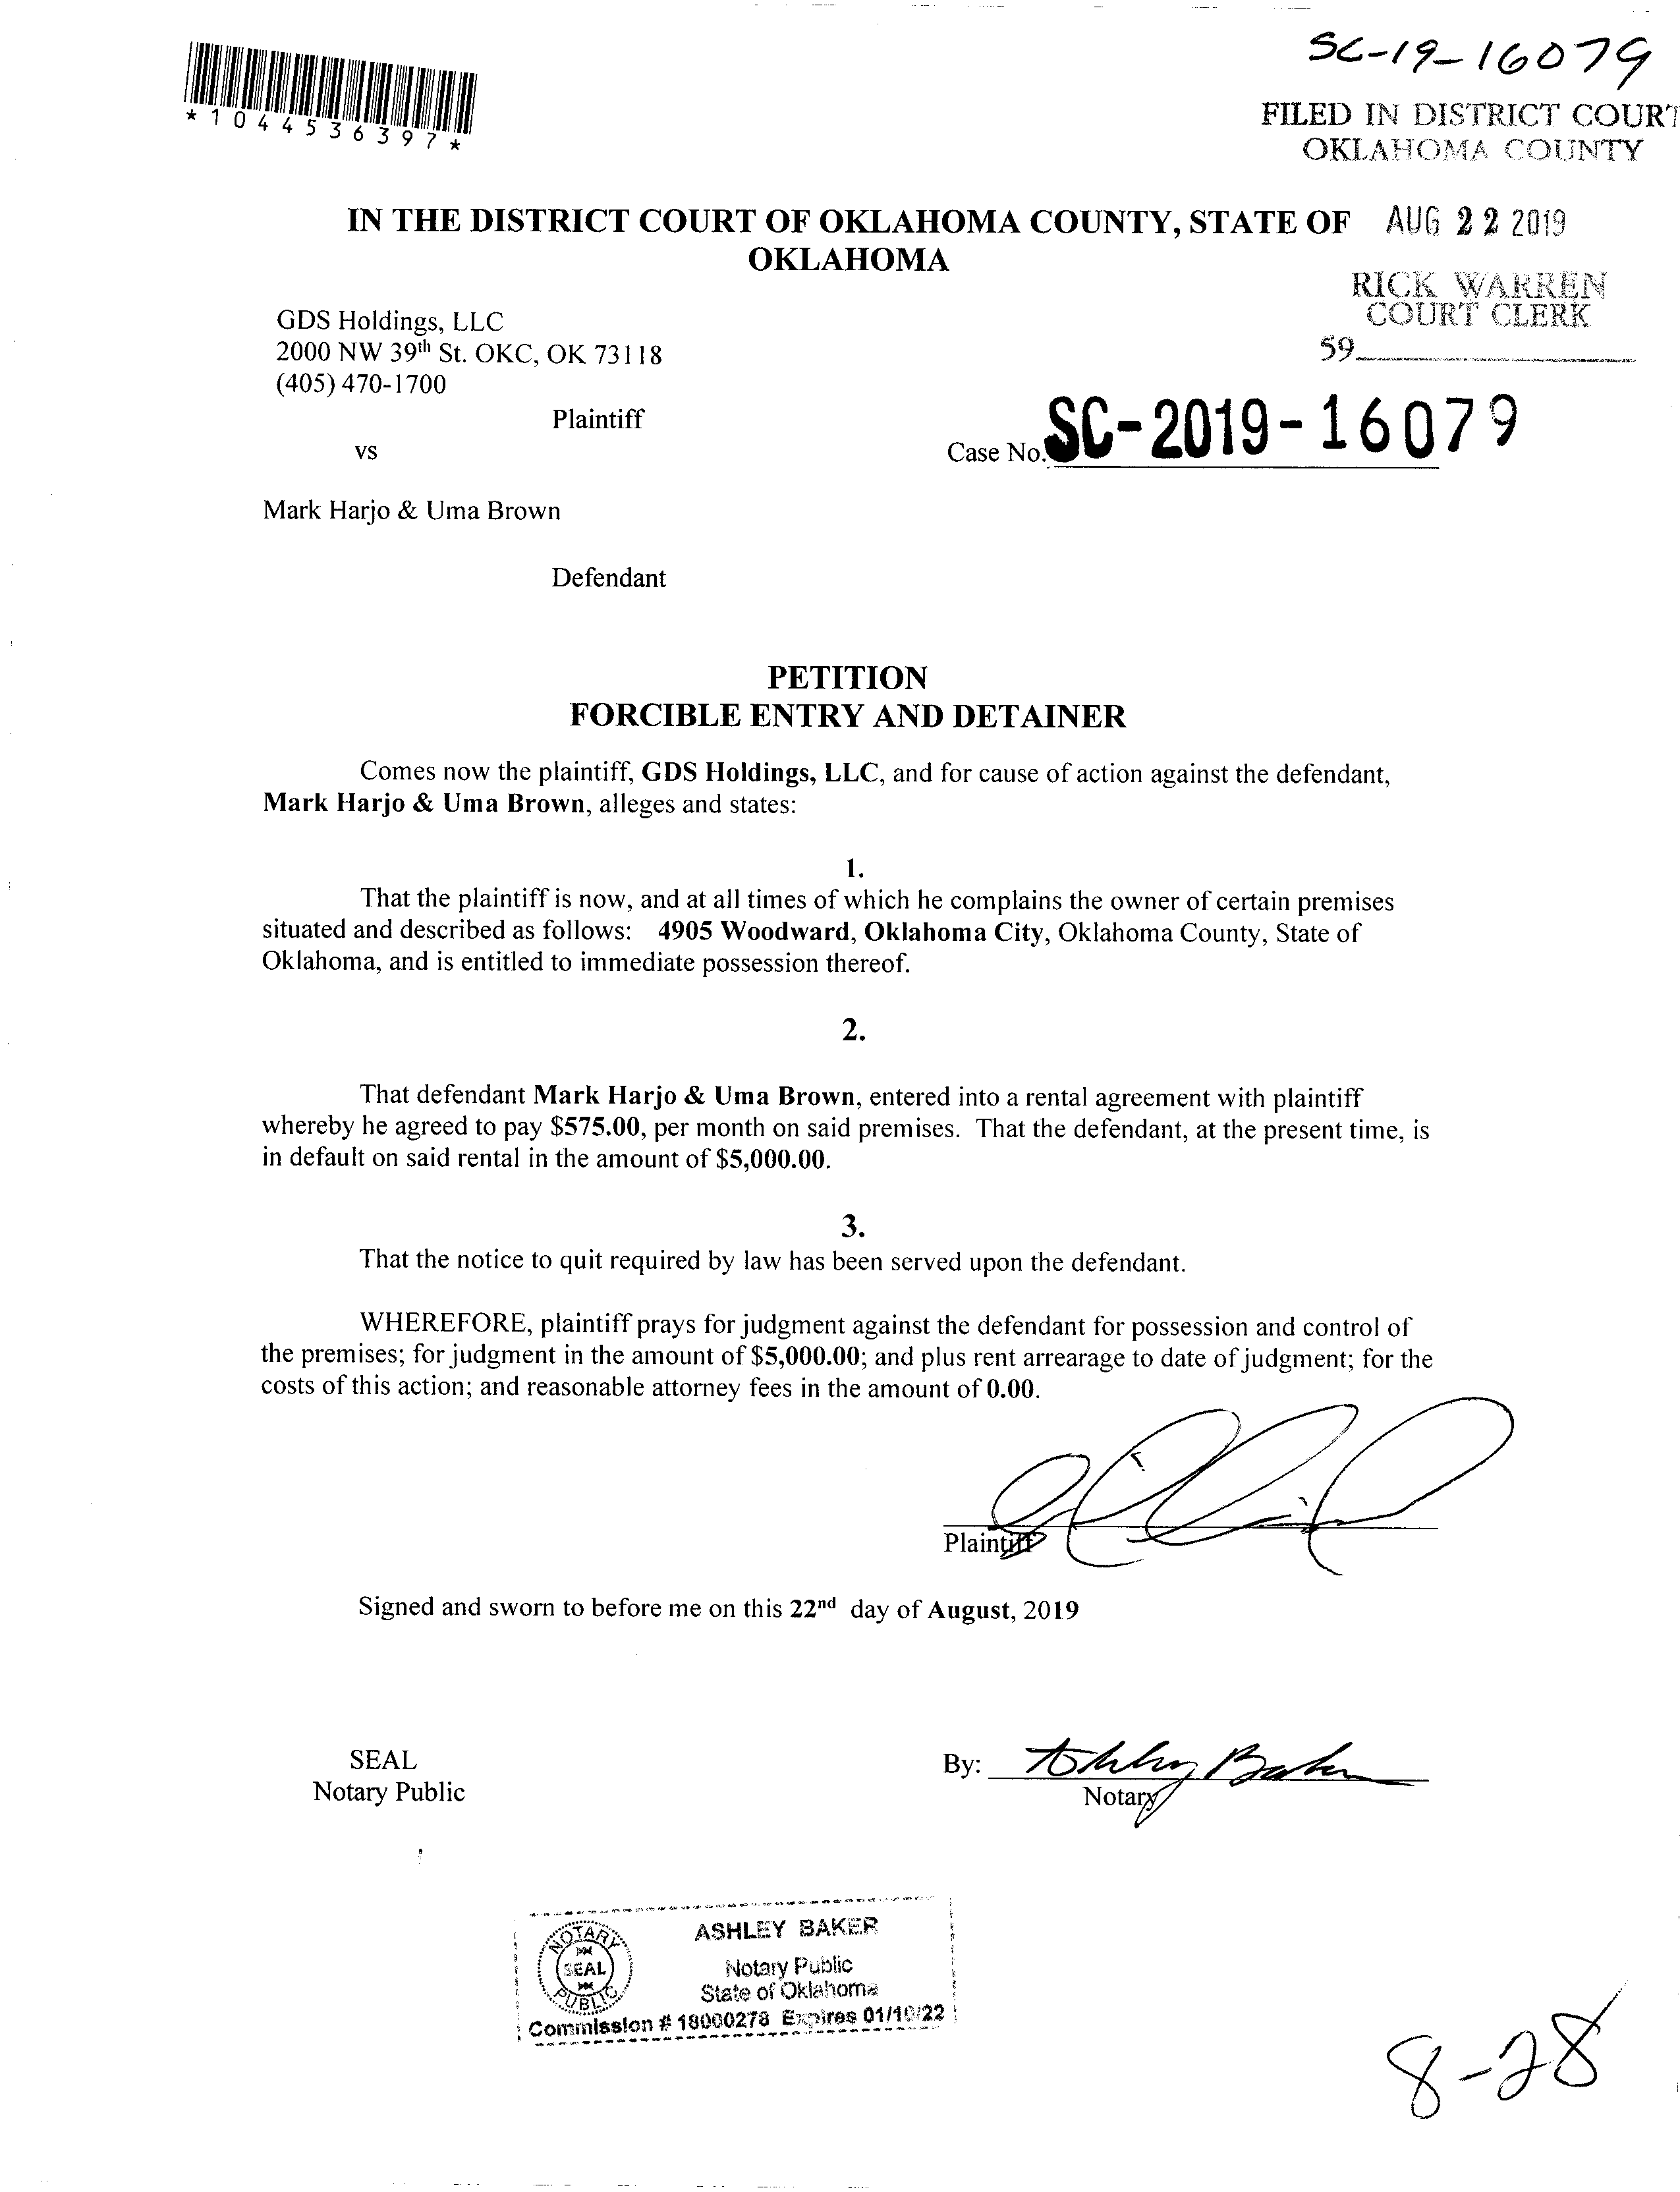 SC-19-16079
*1044536397*
FILED IN DISTRICT COURT
OKLAHOMA COUNTY
IN THE DISTRICT COURT OF OKLAHOMA COUNTY, STATE OF
OKLAHOMA
AUG 22 2019
RICK WARREN
COURT CLERK
59
GDS Holdings, LLC
2000 NW 39th St. OKC, OK 73118
(405) 470-1700
Plaintiff
vs
Case No. SC-2019-16079
Mark Harjo & Uma Brown
Defendant
PETITION
FORCIBLE ENTRY AND DETAINER
Comes now the plaintiff, GDS Holdings, LLC, and for cause of action against the defendant,
Mark Harjo & Uma Brown, alleges and states:
1.
That the plaintiff is now, and at all times of which he complains the owner of certain premises
situated and described as follows: 4905 Woodward, Oklahoma City, Oklahoma County, State of
Oklahoma, and is entitled to immediate possession thereof.
2.
That defendant Mark Harjo & Uma Brown, entered into a rental agreement with plaintiff
whereby he agreed to pay $575.00, per month on said premises. That the defendant, at the present time, is
in default on said rental in the amount of $5,000.00.
3.
That the notice to quit required by law has been served upon the defendant.
WHEREFORE, plaintiff prays for judgment against the defendant for possession and control of
the premises; for judgment in the amount of $5,000.00; and plus rent arrearage to date of judgment; for the
costs of this action; and reasonable attorney fees in the amount of 0.00.
Plaintiff
Signed and sworn to before me on this 22nd day of August, 2019
SEAL
Notary Public
By: Ashley Baker
Notary
NOTARY
SEAL
PUBLIC
ASHLEY BAKER
Notary Public
State of Oklahoma
Commission # 18000278 Expires 01/10/22
8-28